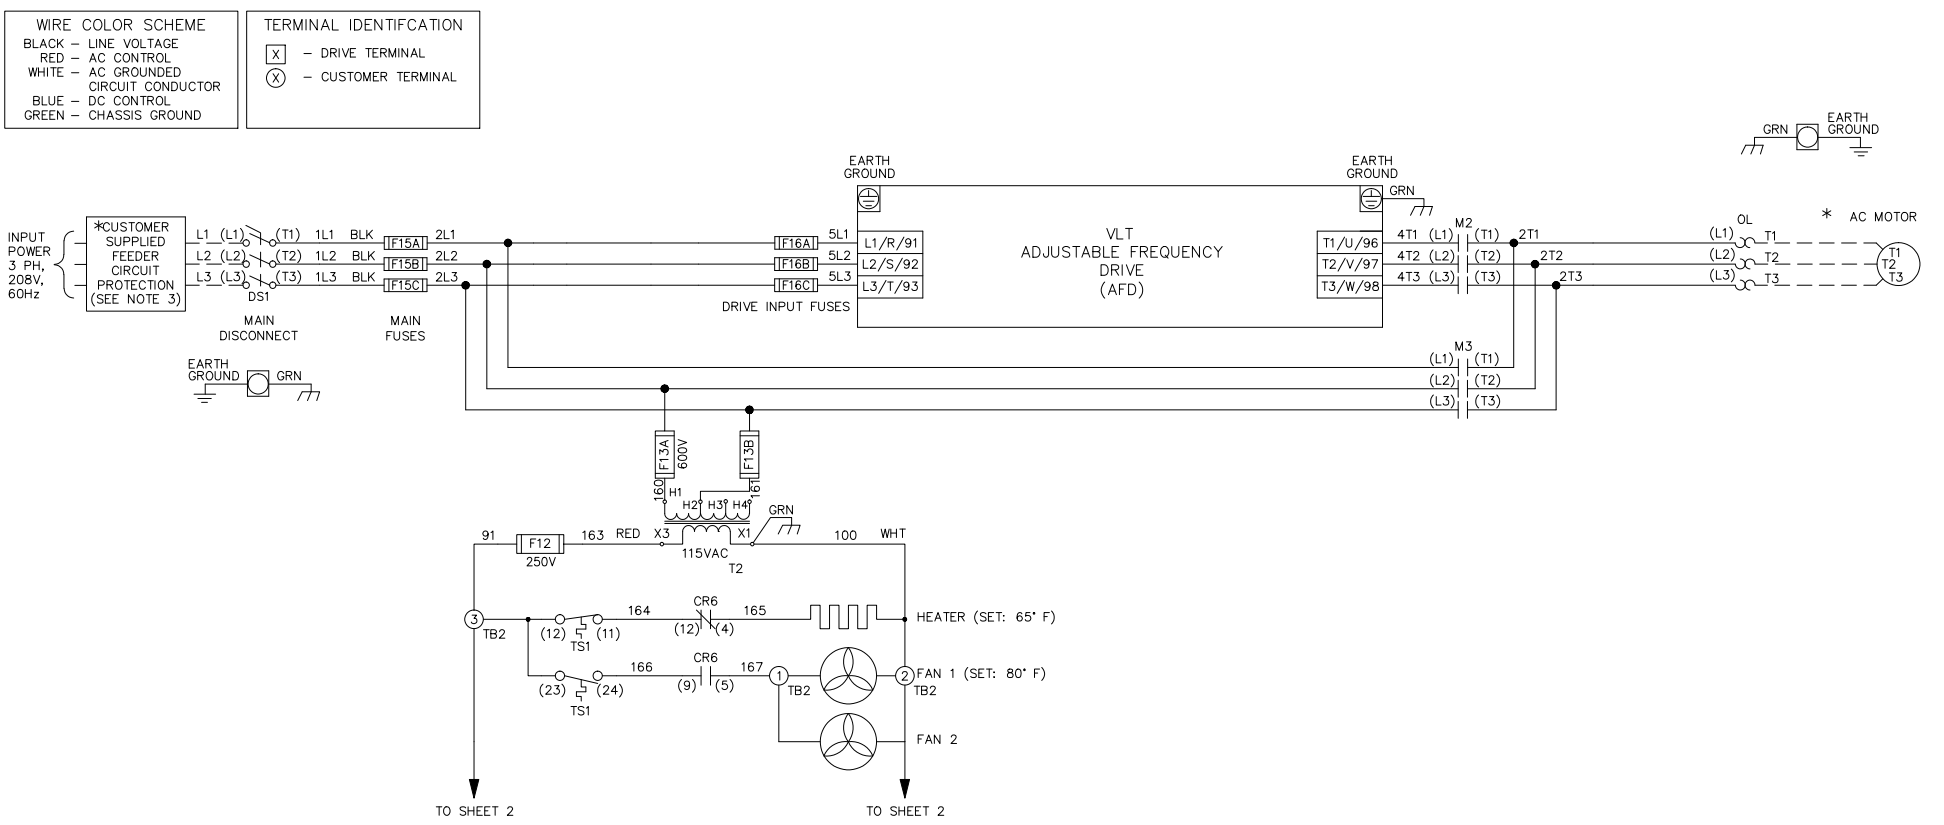 WIRE COLOR SCHEME
BLACK – LINE VOLTAGE
RED – AC CONTROL
WHITE – AC GROUNDED
CIRCUIT CONDUCTOR
BLUE – DC CONTROL
GREEN – CHASSIS GROUND
TERMINAL IDENTIFCATION
X – DRIVE TERMINAL
X – CUSTOMER TERMINAL
EARTH
GROUND
GRN
EARTH
GROUND
EARTH
GROUND
GRN
INPUT
POWER
3 PH,
208V,
60Hz
*CUSTOMER
SUPPLIED
FEEDER
CIRCUIT
PROTECTION
(SEE NOTE 3)
L1 (L1) (T1) 1L1 BLK F15A 2L1
L2 (L2) (T2) 1L2 BLK F15B 2L2
L3 (L3) (T3) 1L3 BLK F15C 2L3
DS1
MAIN
DISCONNECT
MAIN
FUSES
F16A 5L1 L1/R/91
F16B 5L2 L2/S/92
F16C 5L3 L3/T/93
DRIVE INPUT FUSES
VLT
ADJUSTABLE FREQUENCY
DRIVE
(AFD)
M2
T1/U/96 4T1 (L1) (T1) 2T1
T2/V/97 4T2 (L2) (T2) 2T2
T3/W/98 4T3 (L3) (T3) 2T3
OL
(L1) T1
(L2) T2
(L3) T3
* AC MOTOR
T1
T2
T3
M3
(L1) (T1)
(L2) (T2)
(L3) (T3)
EARTH
GROUND
GRN
F13A
600V
F13B
160
161
H1
H2 H3 H4
GRN
91 F12 163 RED X3 X1 100 WHT
250V
115VAC
T2
3
TB2
164 CR6 165
(12) (11) (12) (4)
TS1
HEATER (SET: 65° F)
166 CR6 167
(23) (24) (9) (5)
TS1
1
TB2
2
TB2
FAN 1 (SET: 80° F)
FAN 2
TO SHEET 2
TO SHEET 2